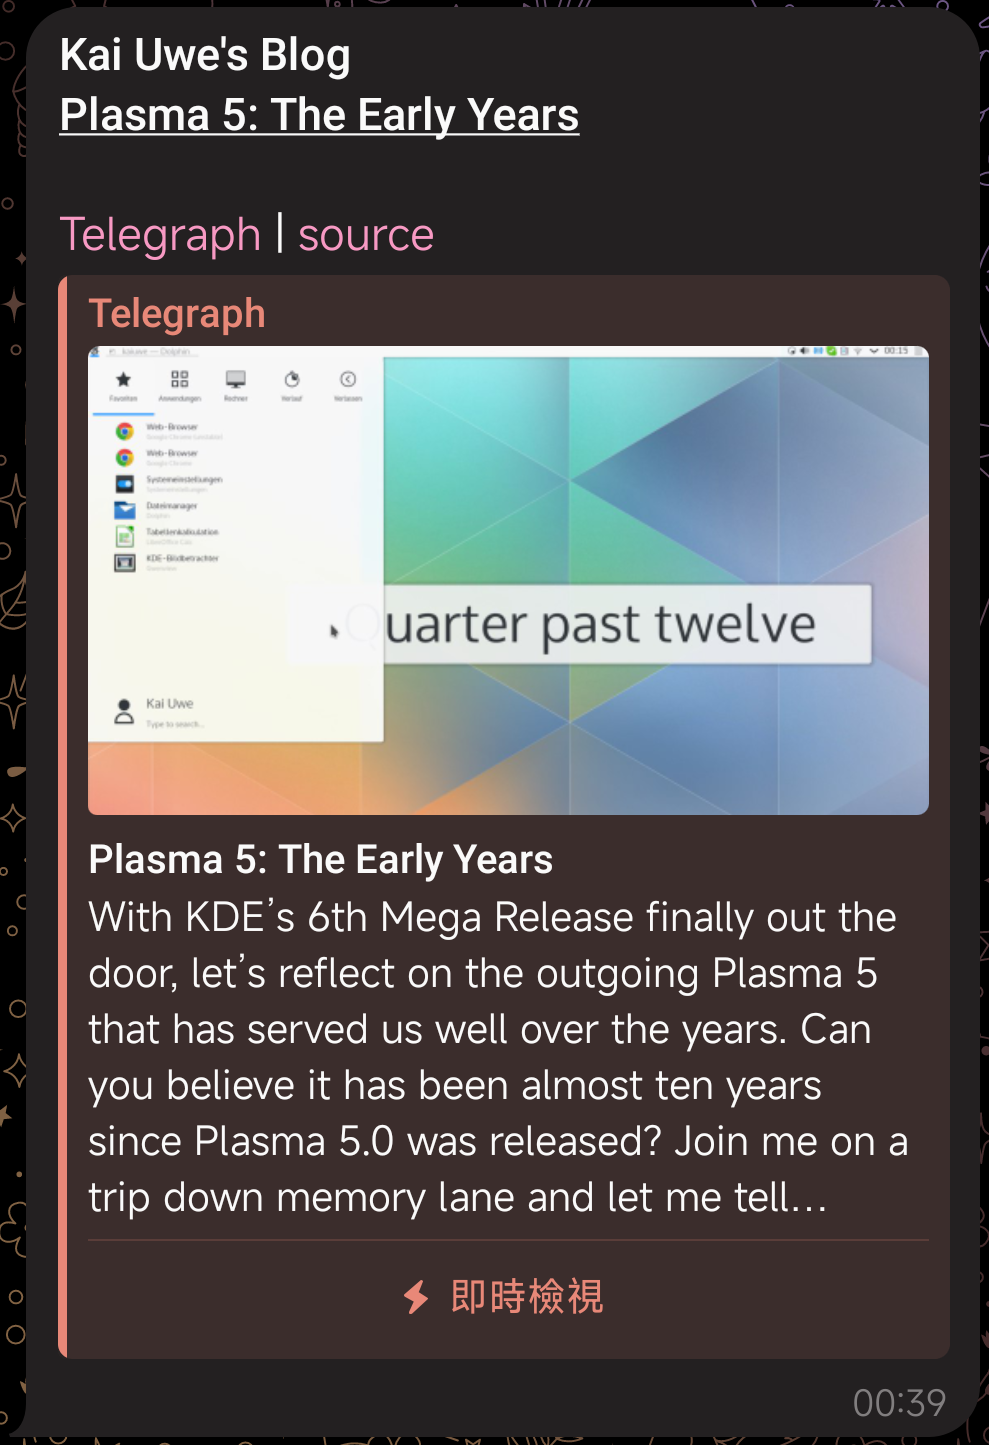 Kai Uwe's Blog
Plasma 5: The Early Years
Telegraph | source
Telegraph
kaiuwe — Dolphin
00:15
Favoriten
Anwendungen
Rechner
Verlauf
Verlassen
Web-Browser
Google Chrome (unstable)
Web-Browser
Google Chrome
Systemeinstellungen
Systemeinstellungen
Dateimanager
Dolphin
Tabellenkalkulation
LibreOffice Calc
KDE-Bildbetrachter
Gwenview
Quarter past twelve
Kai Uwe
Type to search...
Plasma 5: The Early Years
With KDE’s 6th Mega Release finally out the
door, let’s reflect on the outgoing Plasma 5
that has served us well over the years. Can
you believe it has been almost ten years
since Plasma 5.0 was released? Join me on a
trip down memory lane and let me tell…
即時檢視
00:39